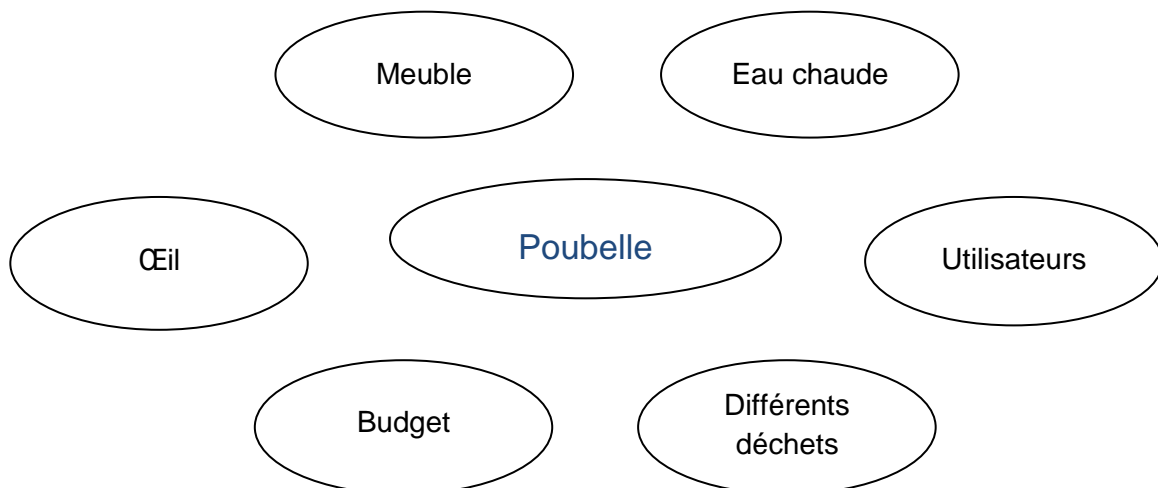 Meuble
Eau chaude
Œil
Poubelle
Utilisateurs
Budget
Différents
déchets